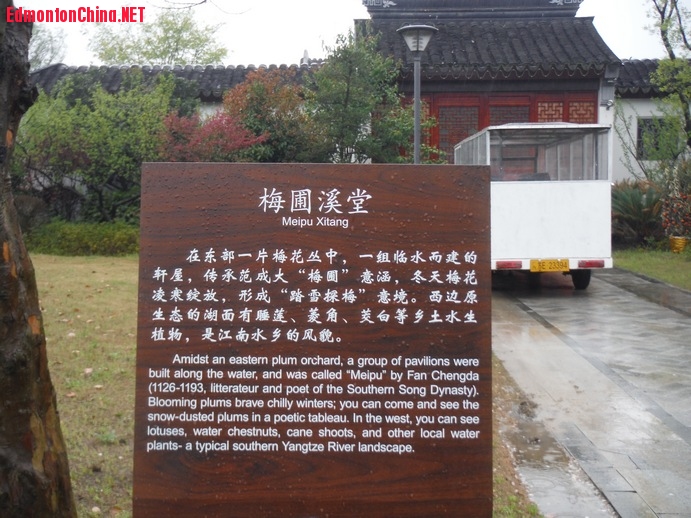 EdmontonChina.NET
梅圃溪堂
Meipu Xitang
在东部一片梅花丛中，一组临水而建的
轩屋，传承范成大“梅圃”意涵，冬天梅花
凌寒绽放，形成“踏雪探梅”意境。西边原
生态的湖面有睡莲、菱角、茭白等乡土水生
植物，是江南水乡的风貌。
Amidst an eastern plum orchard, a group of pavilions were
built along the water, and was called “Meipu” by Fan Chengda
(1126-1193, litterateur and poet of the Southern Song Dynasty).
Blooming plums brave chilly winters; you can come and see the
snow-dusted plums in a poetic tableau. In the west, you can see
lotuses, water chestnuts, cane shoots, and other local water
plants- a typical southern Yangtze River landscape.